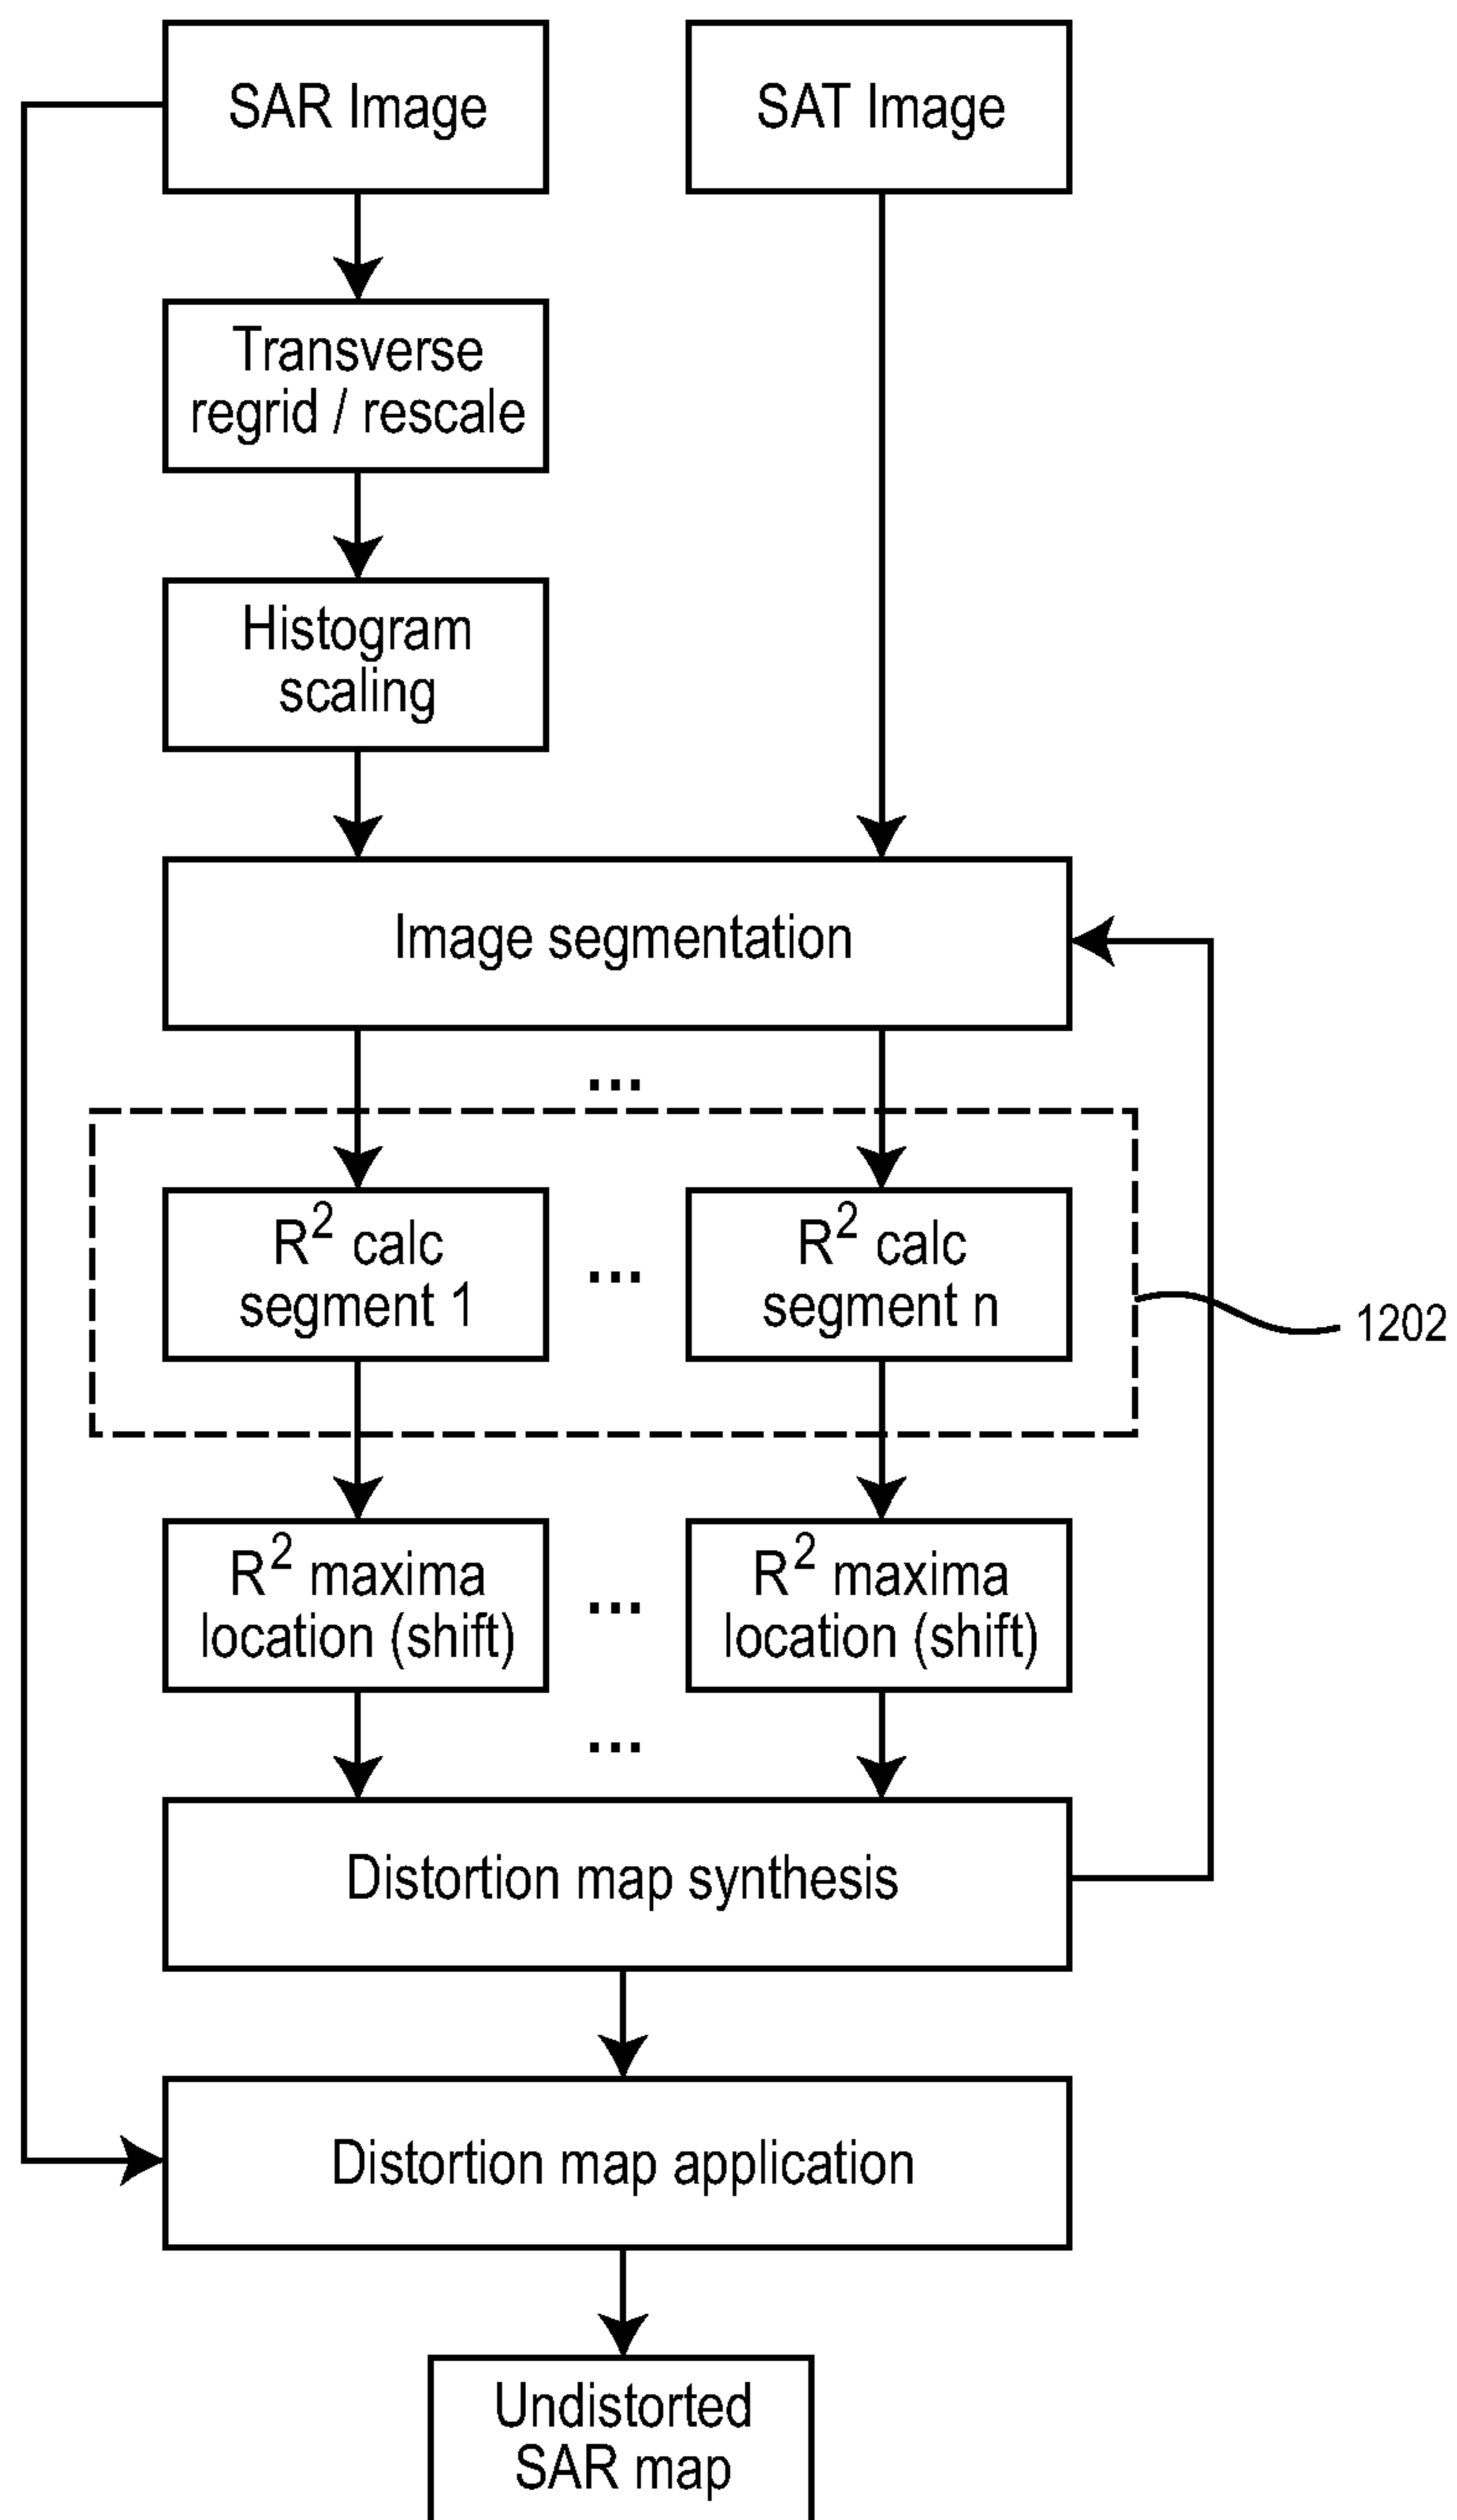 SAR Image
SAT Image
Transverse
regrid / rescale
Histogram
scaling
Image segmentation
...
R² calc
segment 1
...
R² calc
segment n
1202
R² maxima
location (shift)
...
R² maxima
location (shift)
...
Distortion map synthesis
Distortion map application
Undistorted
SAR map